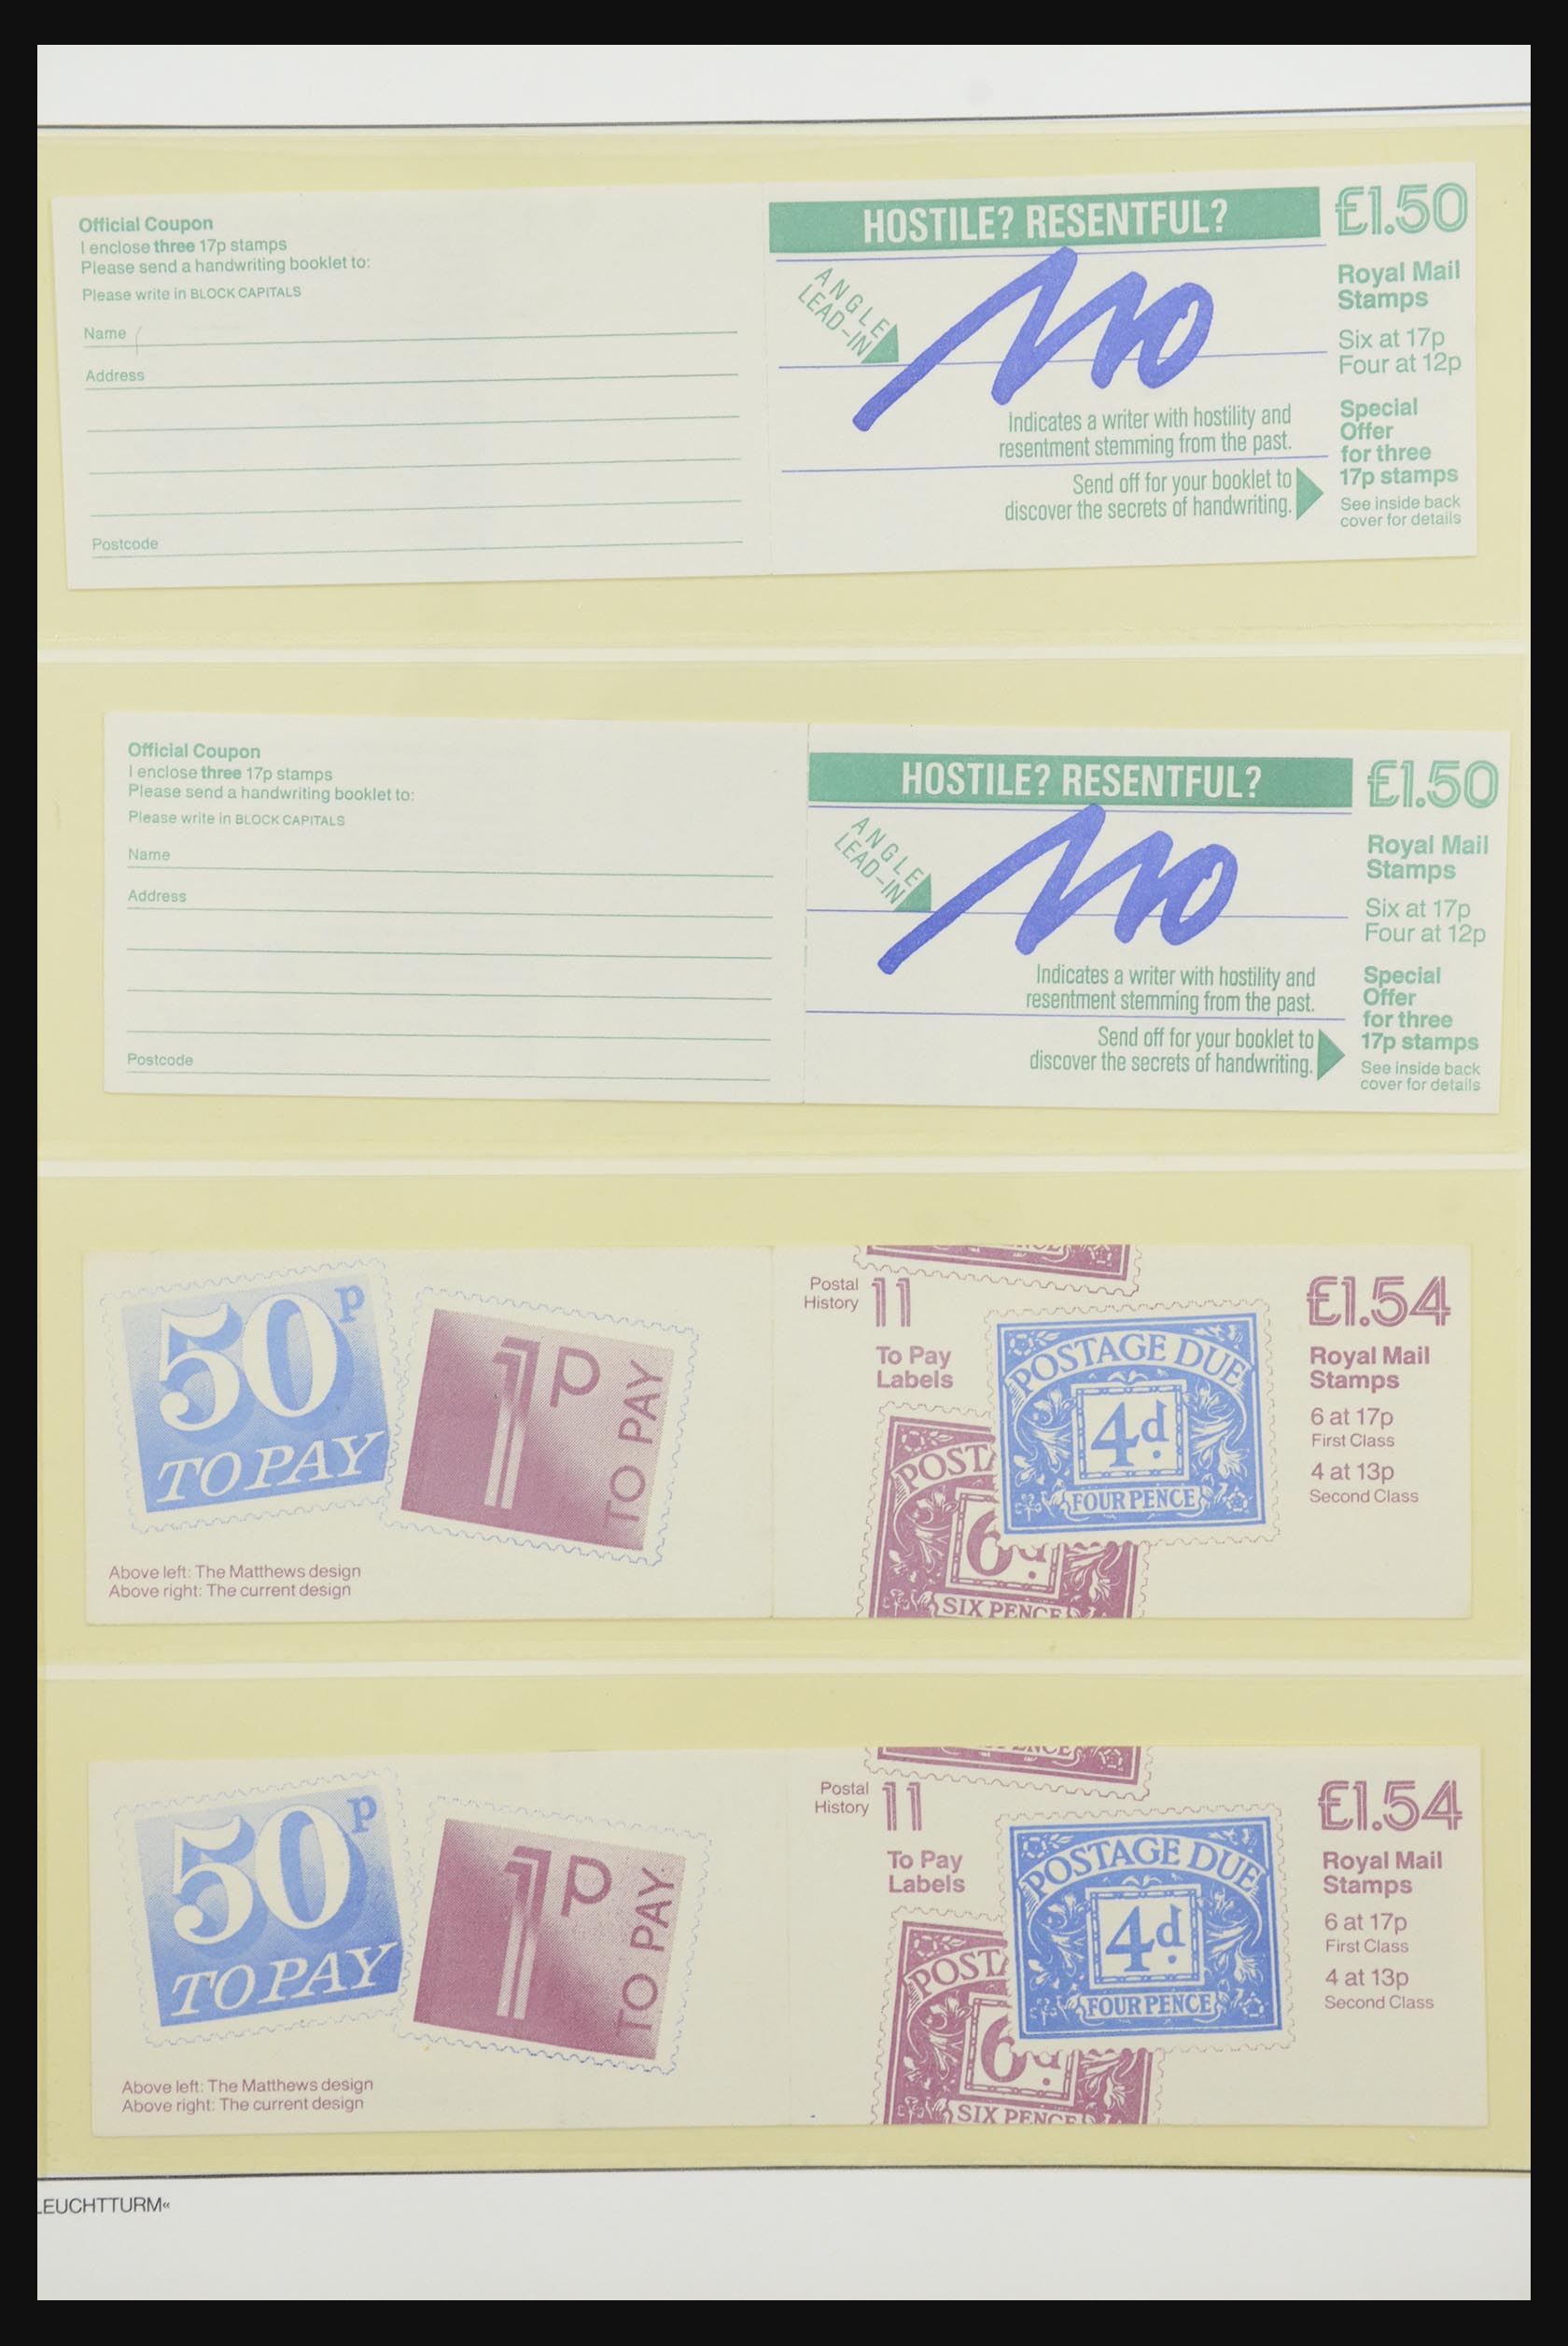 Official Coupon
I enclose three 17p stamps
Please send a handwriting booklet to:
Please write in BLOCK CAPITALS
Name
Address
Postcode
HOSTILE? RESENTFUL?
ANGLE
LEAD-IN
no
Indicates a writer with hostility and
resentment stemming from the past.
Send off for your booklet to
discover the secrets of handwriting.
£1.50
Royal Mail
Stamps
Six at 17p
Four at 12p
Special
Offer
for three
17p stamps
See inside back
cover for details
Official Coupon
I enclose three 17p stamps
Please send a handwriting booklet to:
Please write in BLOCK CAPITALS
Name
Address
Postcode
HOSTILE? RESENTFUL?
ANGLE
LEAD-IN
no
Indicates a writer with hostility and
resentment stemming from the past.
Send off for your booklet to
discover the secrets of handwriting.
£1.50
Royal Mail
Stamps
Six at 17p
Four at 12p
Special
Offer
for three
17p stamps
See inside back
cover for details
50p
TO PAY
1p
TO PAY
Above left: The Matthews design
Above right: The current design
Postal
History
11
To Pay
Labels
POSTAGE DUE
4d.
FOUR PENCE
POSTA
6d.
SIX PENCE
£1.54
Royal Mail
Stamps
6 at 17p
First Class
4 at 13p
Second Class
50p
TO PAY
1p
TO PAY
Above left: The Matthews design
Above right: The current design
Postal
History
11
To Pay
Labels
POSTAGE DUE
4d.
FOUR PENCE
POSTA
6d.
SIX PENCE
£1.54
Royal Mail
Stamps
6 at 17p
First Class
4 at 13p
Second Class
LEUCHTTURM«